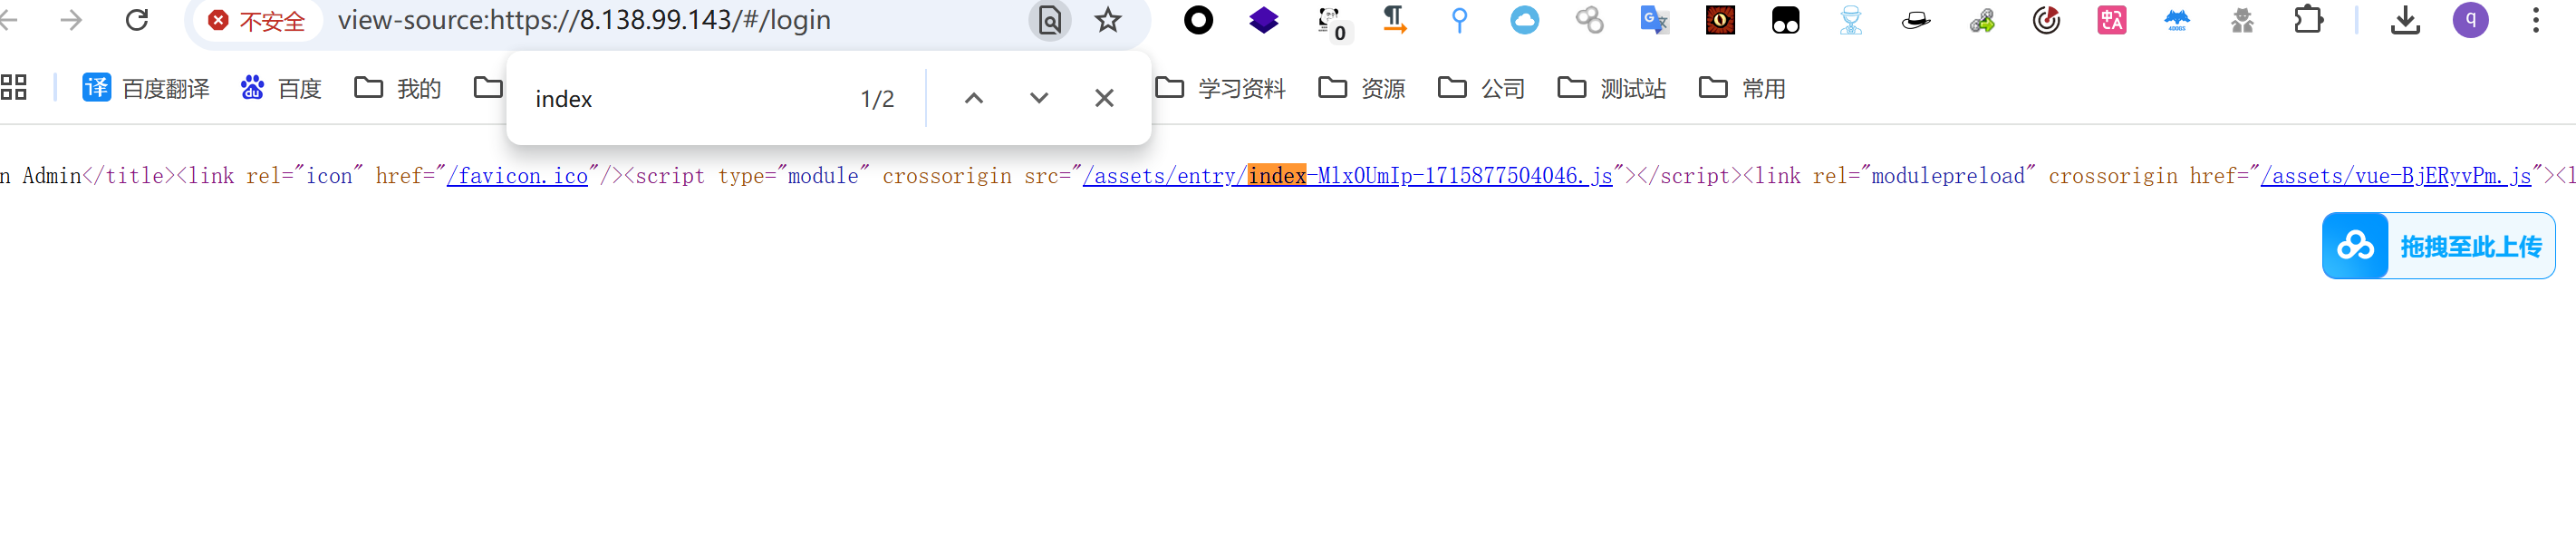 不安全 view-source:https://8.138.99.143/#/login 0 q
百度翻译 百度 我的 学习资料 资源 公司 测试站 常用
index 1/2
n Admin</title><link rel="icon" href="/favicon.ico"/><script type="module" crossorigin src="/assets/entry/index-MlxOUmIp-1715877504046.js"></script><link rel="modulepreload" crossorigin href="/assets/vue-BjERyvPm.js"><l
拖拽至此上传